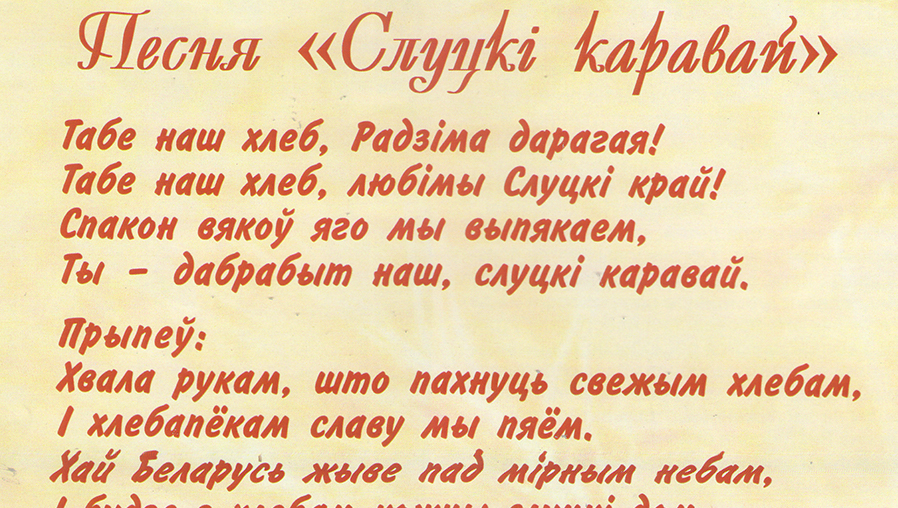 Песня «Слуцкі каравай»
Табе наш хлеб, Радзіма дарагая!
Табе наш хлеб, любімы Слуцкі край!
Спакон вякоў яго мы выпякаем,
Ты – дабрабыт наш, слуцкі каравай.
Прыпеў:
Хвала рукам, што пахнуць свежым хлебам,
І хлебапёкам славу мы пяём.
Хай Беларусь жыве пад мірным небам,